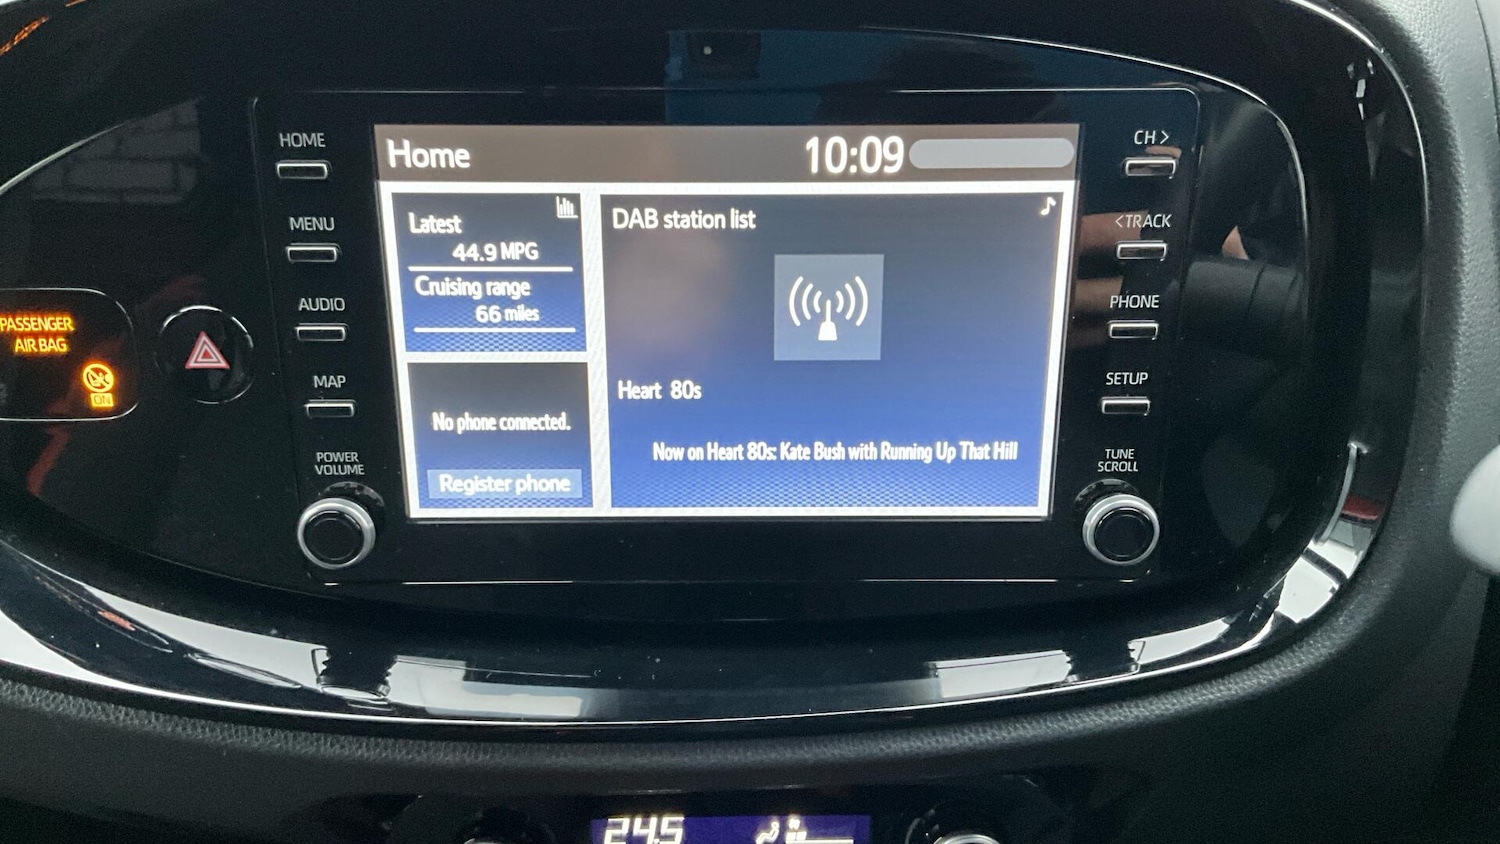 HOME
MENU
AUDIO
MAP
POWER
VOLUME
PASSENGER
AIR BAG
ON
Home
10:09
Latest
44.9 MPG
Cruising range
66 miles
No phone connected.
Register phone
DAB station list
Heart 80s
Now on Heart 80s: Kate Bush with Running Up That Hill
CH >
< TRACK
PHONE
SETUP
TUNE
SCROLL
24.5